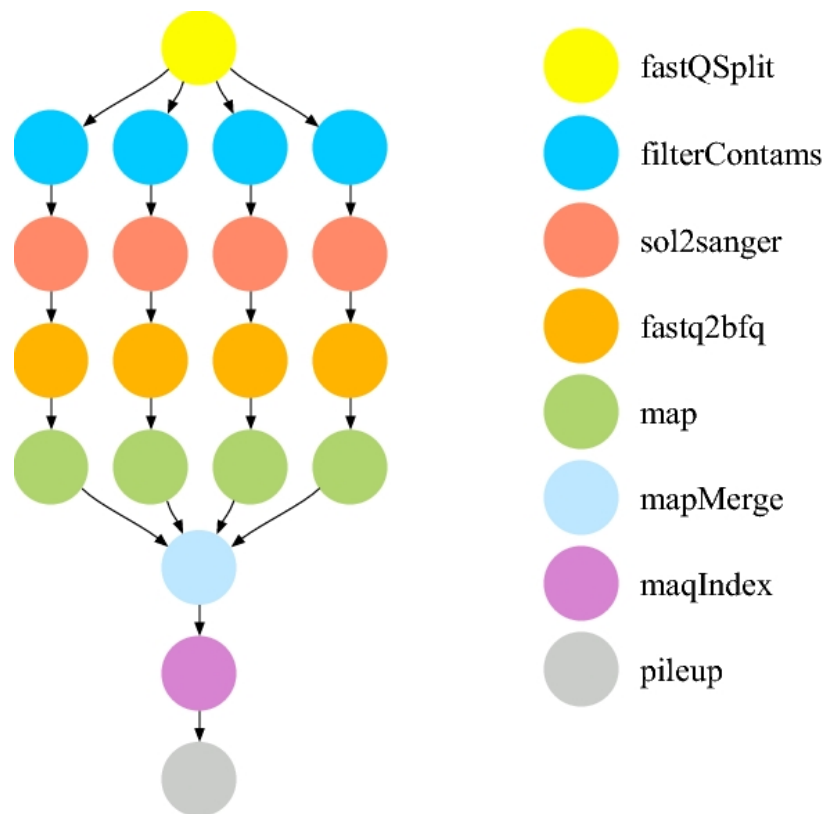 fastQSplit
filterContams
sol2sanger
fastq2bfq
map
mapMerge
maqIndex
pileup